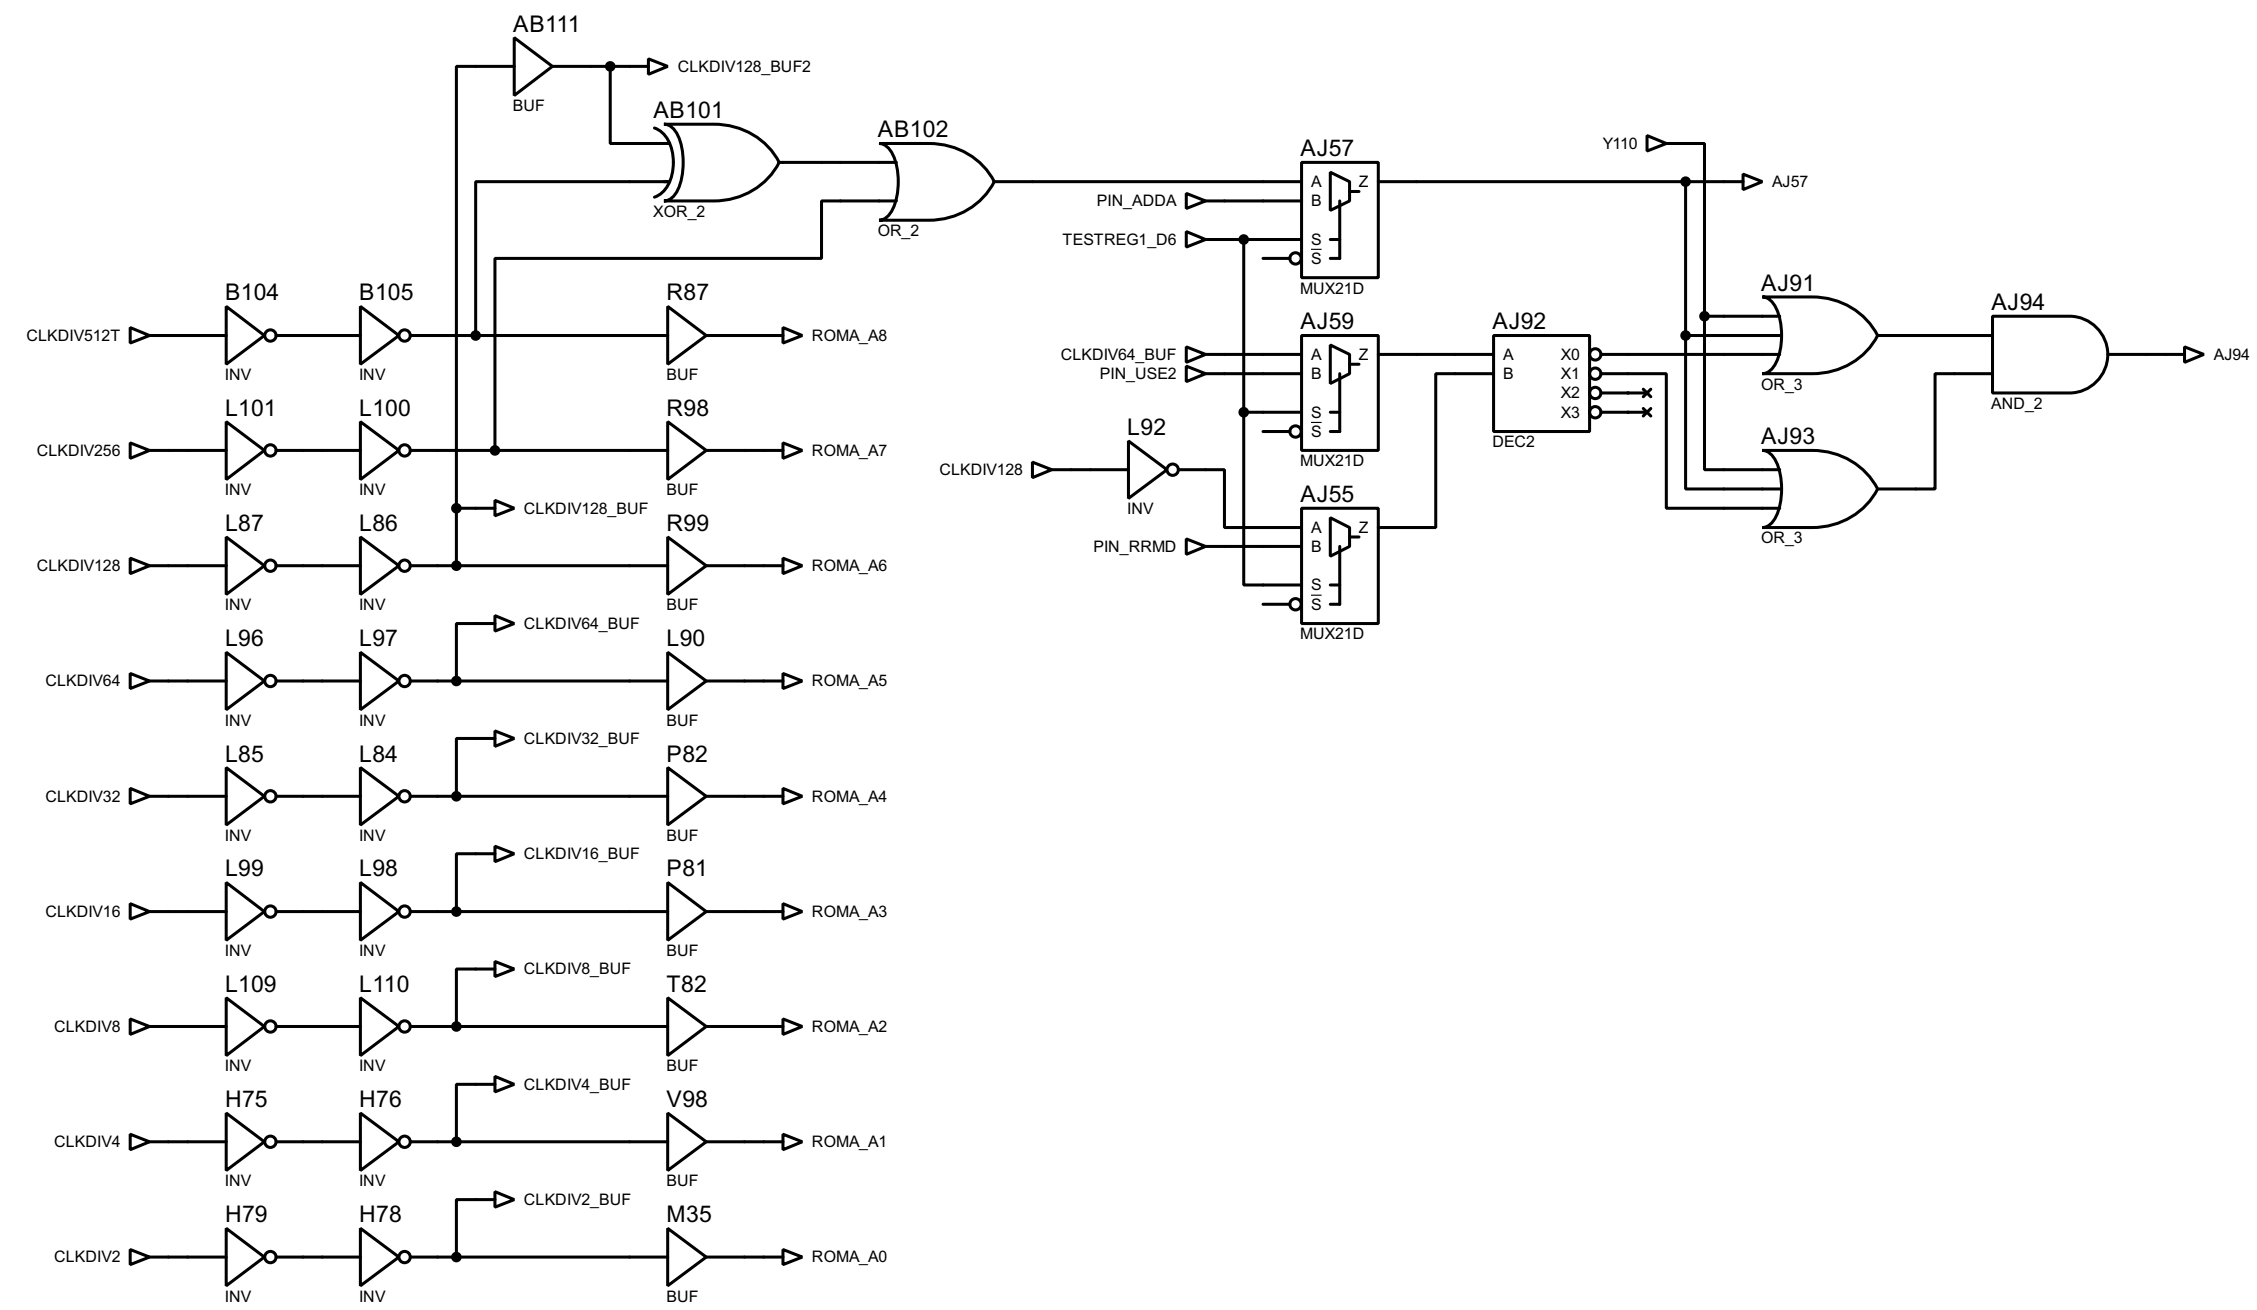 AB111
CLKDIV128_BUF2
BUF
AB101
XOR_2
AB102
OR_2
AJ57
A
B
S
S
Z
MUX21D
PIN_ADDA
TESTREG1_D6
Y110
AJ57
B104
B105
R87
CLKDIV512T
ROMA_A8
INV
INV
BUF
L101
L100
R98
CLKDIV256
ROMA_A7
INV
INV
BUF
CLKDIV128_BUF
L87
L86
R99
CLKDIV128
ROMA_A6
INV
INV
BUF
CLKDIV64_BUF
L96
L97
L90
CLKDIV64
ROMA_A5
INV
INV
BUF
CLKDIV32_BUF
L85
L84
P82
CLKDIV32
ROMA_A4
INV
INV
BUF
CLKDIV16_BUF
L99
L98
P81
CLKDIV16
ROMA_A3
INV
INV
BUF
CLKDIV8_BUF
L109
L110
T82
CLKDIV8
ROMA_A2
INV
INV
BUF
CLKDIV4_BUF
H75
H76
V98
CLKDIV4
ROMA_A1
INV
INV
BUF
CLKDIV2_BUF
H79
H78
M35
CLKDIV2
ROMA_A0
INV
INV
BUF
AJ59
CLKDIV64_BUF
PIN_USE2
A
B
S
S
Z
MUX21D
L92
CLKDIV128
INV
AJ55
PIN_RRMD
A
B
S
S
Z
MUX21D
AJ92
A
B
X0
X1
X2
X3
DEC2
AJ91
OR_3
AJ93
OR_3
AJ94
AND_2
AJ94